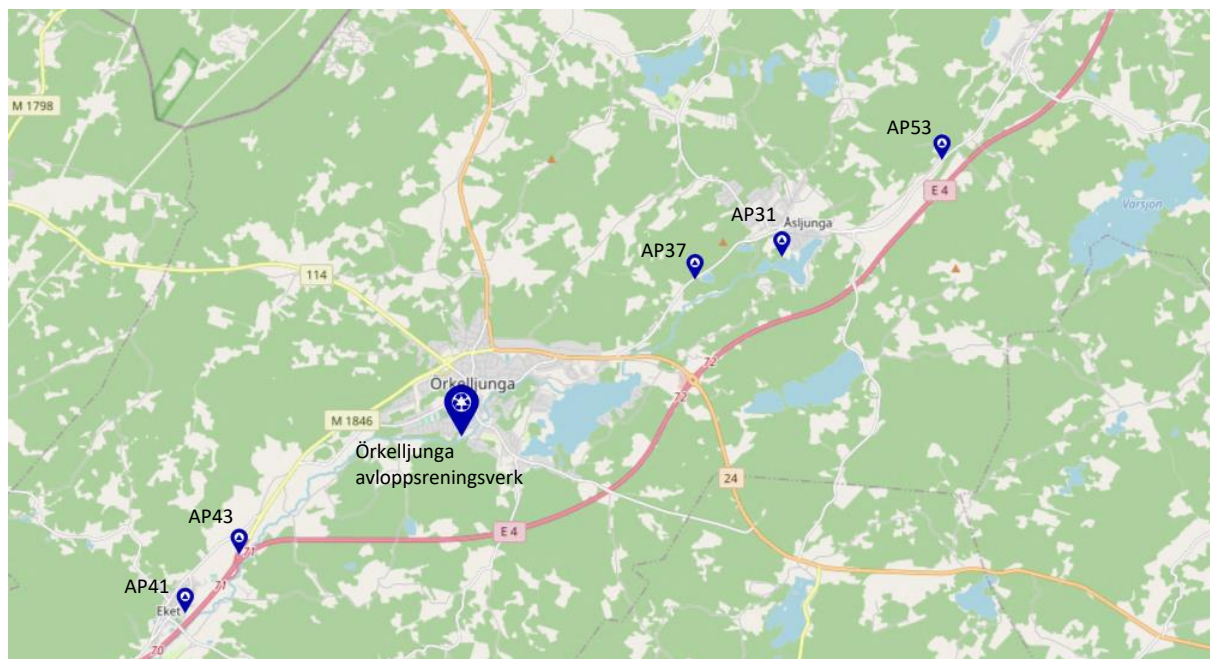 M 1798
AP53
E 4
Värsjön
AP31
Åsljunga
AP37
114
72
Örkelljunga
72
M 1846
Örkelljunga
avloppsreningsverk
24
AP43
E 4
71
71
AP41
Eket
70